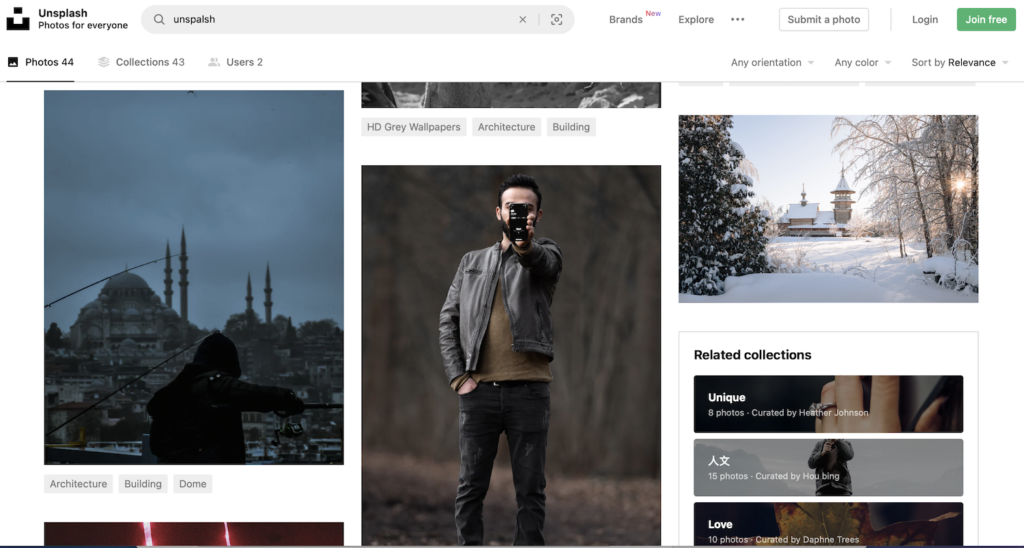 Unsplash
Photos for everyone
unspalsh
Brands New
Explore
Submit a photo
Login
Join free
Photos 44
Collections 43
Users 2
Any orientation
Any color
Sort by Relevance
HD Grey Wallpapers
Architecture
Building
Architecture
Building
Dome
Related collections
Unique
8 photos · Curated by Heather Johnson
人文
15 photos · Curated by Hou bing
Love
10 photos · Curated by Daphne Trees